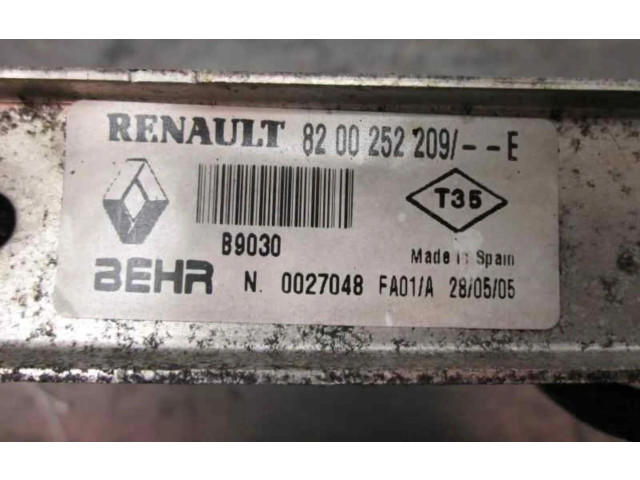 RENAULT 82 00 252 209/--E
T35
B9030
Made in Spain
BEHR N. 0027048 FA01/A 28/05/05